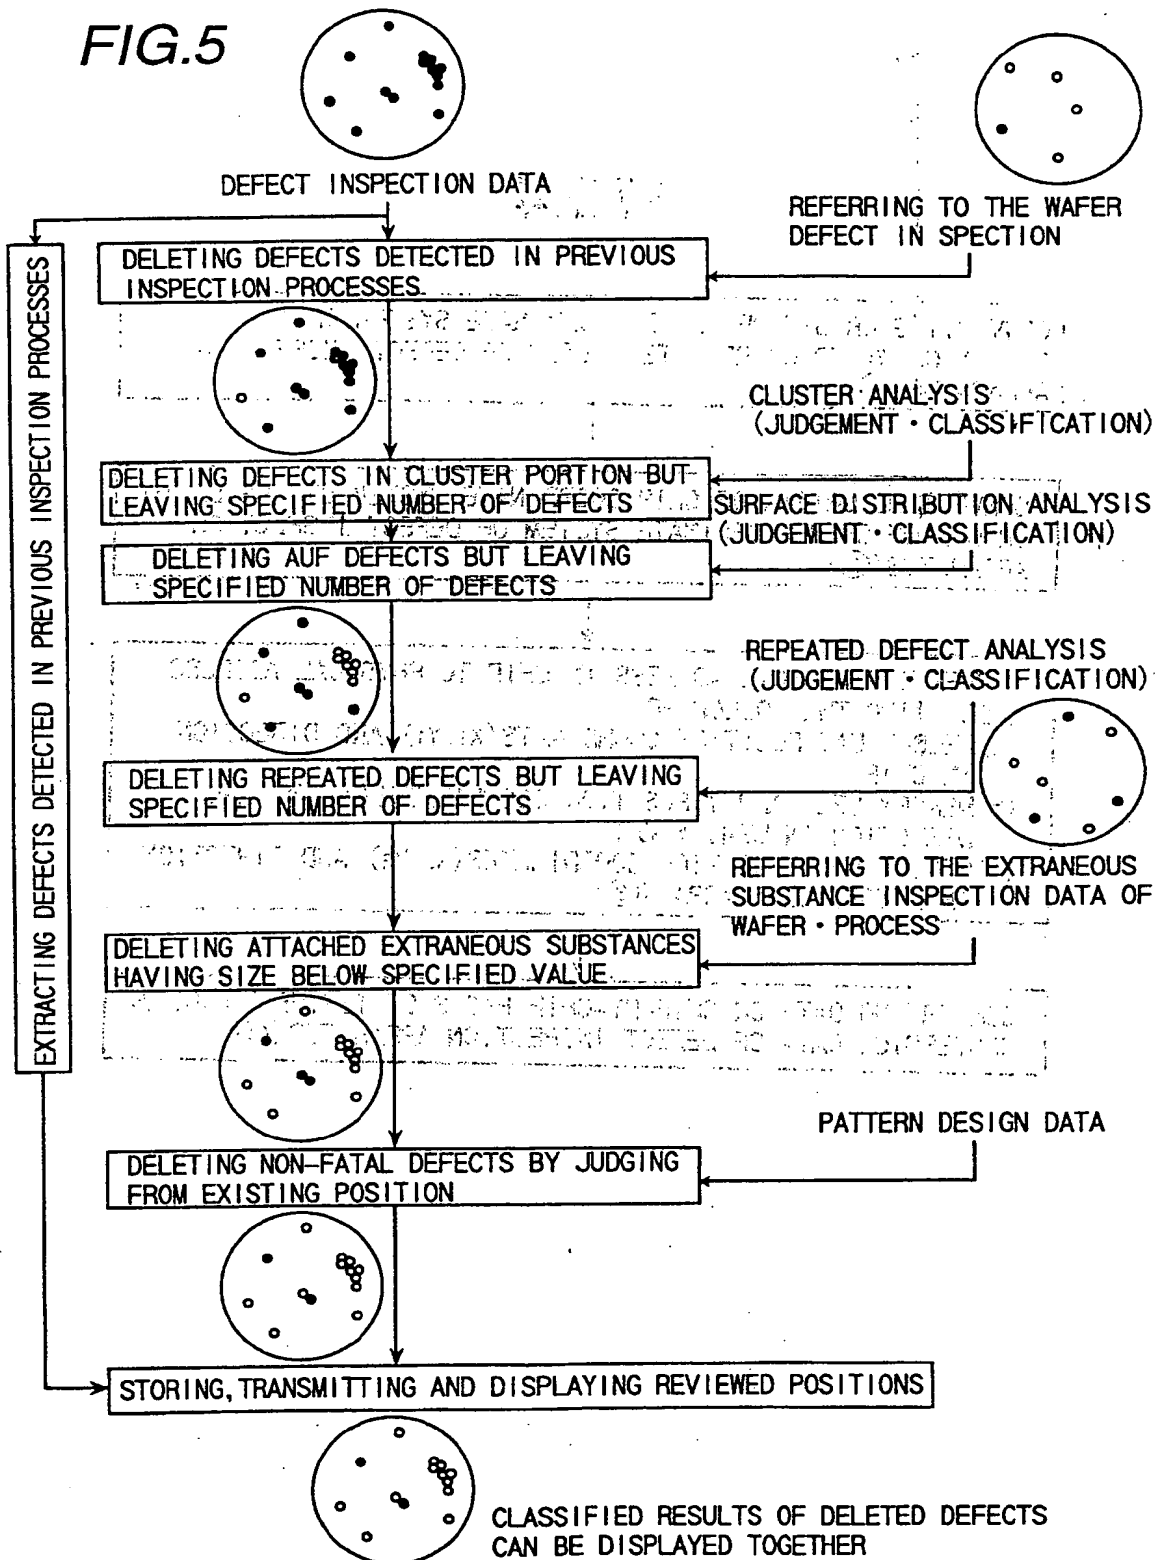 FIG.5
DEFECT INSPECTION DATA
REFERRING TO THE WAFER
DEFECT IN SPECTION
EXTRACTING DEFECTS DETECTED IN PREVIOUS INSPECTION PROCESSES
DELETING DEFECTS DETECTED IN PREVIOUS
INSPECTION PROCESSES
CLUSTER ANALYSIS
(JUDGEMENT・CLASSIFICATION)
DELETING DEFECTS IN CLUSTER PORTION BUT
LEAVING SPECIFIED NUMBER OF DEFECTS
SURFACE DISTRIBUTION ANALYSIS
(JUDGEMENT・CLASSIFICATION)
DELETING AUF DEFECTS BUT LEAVING
SPECIFIED NUMBER OF DEFECTS
REPEATED DEFECT ANALYSIS
(JUDGEMENT・CLASSIFICATION)
DELETING REPEATED DEFECTS BUT LEAVING
SPECIFIED NUMBER OF DEFECTS
REFERRING TO THE EXTRANEOUS
SUBSTANCE INSPECTION DATA OF
WAFER・PROCESS
DELETING ATTACHED EXTRANEOUS SUBSTANCES
HAVING SIZE BELOW SPECIFIED VALUE
PATTERN DESIGN DATA
DELETING NON-FATAL DEFECTS BY JUDGING
FROM EXISTING POSITION
STORING, TRANSMITTING AND DISPLAYING REVIEWED POSITIONS
CLASSIFIED RESULTS OF DELETED DEFECTS
CAN BE DISPLAYED TOGETHER